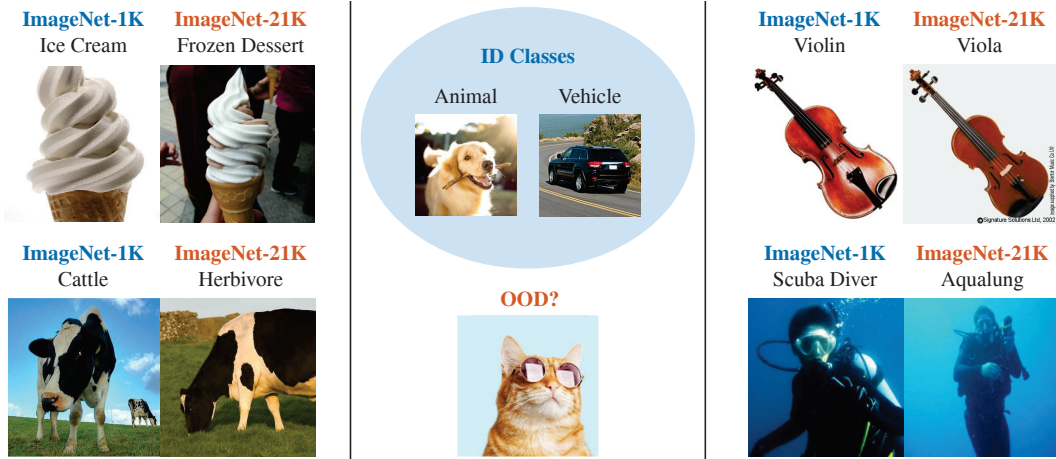 ImageNet-1K
Ice Cream
ImageNet-21K
Frozen Dessert
ImageNet-1K
Cattle
ImageNet-21K
Herbivore
ID Classes
Animal
Vehicle
OOD?
ImageNet-1K
Violin
ImageNet-21K
Viola
©Signature Solutions Ltd, 2002
ImageNet-1K
Scuba Diver
ImageNet-21K
Aqualung